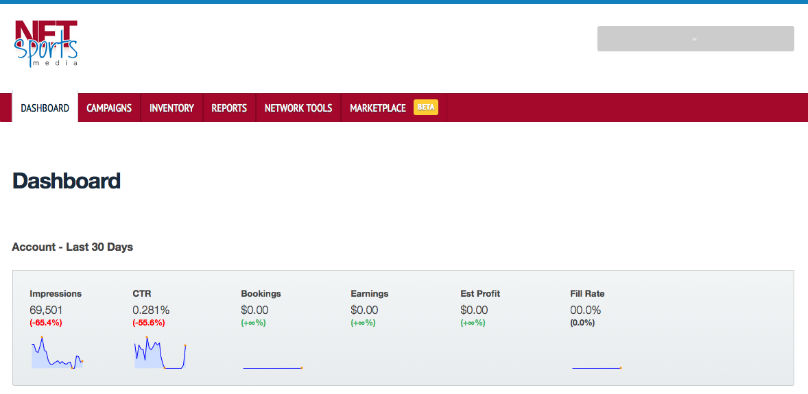 NET
sports
media
DASHBOARD CAMPAIGNS INVENTORY REPORTS NETWORK TOOLS MARKETPLACE BETA
Dashboard
Account - Last 30 Days
Impressions CTR Bookings Earnings Est Profit Fill Rate
69,501 0.281% $0.00 $0.00 $0.00 00.0%
(-65.4%) (-55.6%) (+∞%) (+∞%) (+∞%) (0.0%)